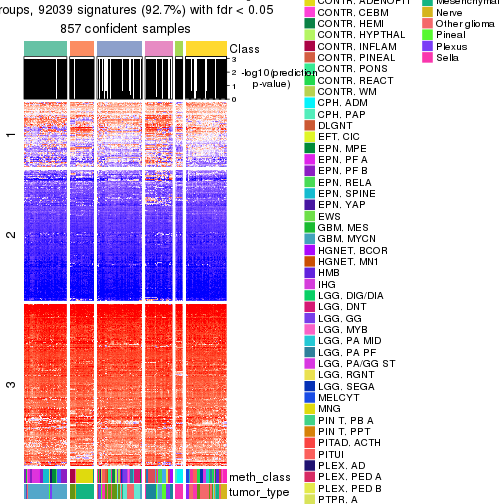 roups, 92039 signatures (92.7%) with fdr < 0.05
857 confident samples
Class
3
2
1
0
-log10(prediction
p-value)
1
2
3
meth_class
tumor_type
CONTR. ADENOPIT
CONTR. CEBM
CONTR. HEMI
CONTR. HYPTHAL
CONTR. INFLAM
CONTR. PINEAL
CONTR. PONS
CONTR. REACT
CONTR. WM
CPH. ADM
CPH. PAP
DLGNT
EFT. CIC
EPN. MPE
EPN. PF A
EPN. PF B
EPN. RELA
EPN. SPINE
EPN. YAP
EWS
GBM. MES
GBM. MYCN
HGNET. BCOR
HGNET. MN1
HMB
IHG
LGG. DIG/DIA
LGG. DNT
LGG. GG
LGG. MYB
LGG. PA MID
LGG. PA PF
LGG. PA/GG ST
LGG. RGNT
LGG. SEGA
MELCYT
MNG
PIN T. PB A
PIN T. PPT
PITAD. ACTH
PITUI
PLEX. AD
PLEX. PED A
PLEX. PED B
PTPR. A
Mesenchymal
Nerve
Other glioma
Pineal
Plexus
Sella